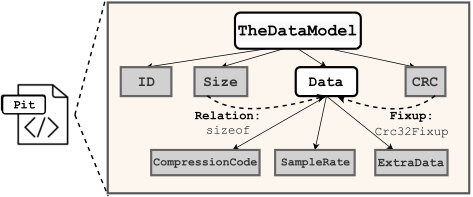 TheDataModel
ID
Size
Data
CRC
Pit
Relation:
sizeof
Fixup:
Crc32Fixup
CompressionCode
SampleRate
ExtraData